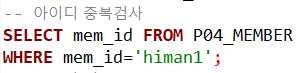 -- 아이디 중복검사
SELECT mem_id FROM P04_MEMBER
WHERE mem_id='himan1';